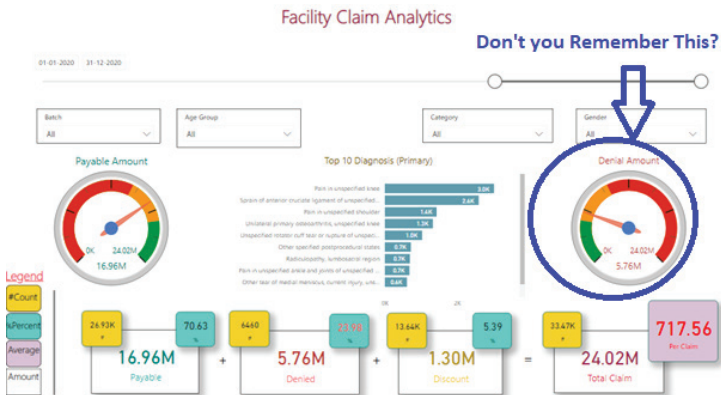 Facility Claim Analytics
Don't you Remember This?
01-01-2020 31-12-2020
Batch
All
Age Group
All
Category
All
Gender
All
Payable Amount
0K 24.02M
16.96M
Top 10 Diagnosis (Primary)
Pain in unspecified knee 3.0K
Sprain of anterior cruciate ligament of unspecified... 2.6K
Pain in unspecified shoulder 1.6K
Unilateral primary osteoarthritis, unspecified knee 1.3K
Unspecified rotator cuff tear or rupture of unspec... 1.0K
Other specified postprocedural states 0.7K
Radiculopathy, lumbosacral region 0.7K
Pain in unspecified ankle and joints of unspecified ... 0.7K
Other tear of medial meniscus, current injury, uns... 0.6K
0K 2K
Denial Amount
0K 24.02M
5.76M
Legend
#Count
%Percent
Average
Amount
26.93K
#
70.63
%
16.96M
Payable
+
6460
#
23.98
%
5.76M
Denied
+
13.64K
#
5.39
%
1.30M
Discount
=
33.47K
#
24.02M
Total Claim
717.56
Per Claim